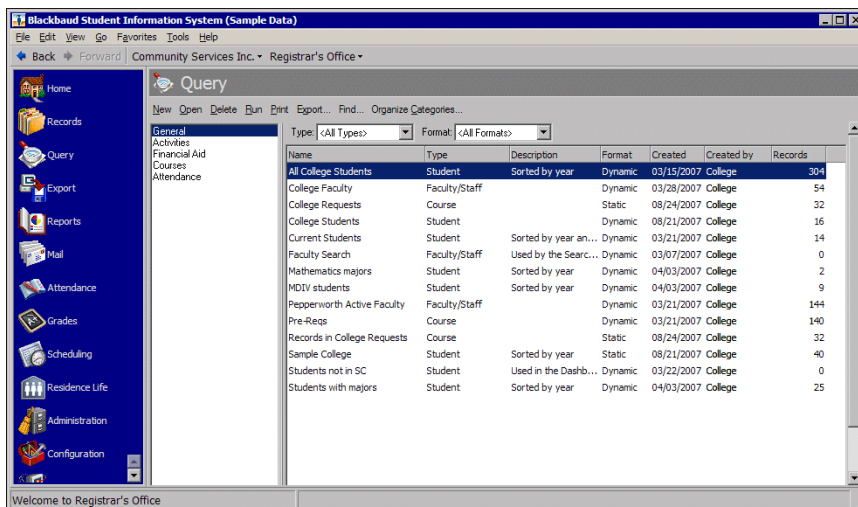 Blackbaud Student Information System (Sample Data)
File Edit View Go Favorites Tools Help
Back Forward Community Services Inc. Registrar's Office
Home
Records
Query
Export
Reports
Mail
Attendance
Grades
Scheduling
Residence Life
Administration
Configuration
Query
New Open Delete Run Print Export... Find... Organize Categories...
General
Activities
Financial Aid
Courses
Attendance
Type: <All Types> Format: <All Formats>
Name Type Description Format Created Created by Records
All College Students Student Sorted by year Dynamic 03/15/2007 College 304
College Faculty Faculty/Staff Dynamic 03/28/2007 College 54
College Requests Course Static 08/24/2007 College 32
College Students Student Dynamic 08/21/2007 College 16
Current Students Student Sorted by year an... Dynamic 03/21/2007 College 14
Faculty Search Faculty/Staff Used by the Searc... Dynamic 03/07/2007 College 0
Mathematics majors Student Sorted by year Dynamic 04/03/2007 College 2
MDIV students Student Sorted by year Dynamic 04/03/2007 College 9
Pepperworth Active Faculty Faculty/Staff Dynamic 03/21/2007 College 144
Pre-Reqs Course Dynamic 03/21/2007 College 140
Records in College Requests Course Static 08/24/2007 College 32
Sample College Student Sorted by year Static 08/21/2007 College 40
Students not in SC Student Used in the Dashb... Dynamic 03/22/2007 College 0
Students with majors Student Sorted by year Dynamic 04/03/2007 College 25
Welcome to Registrar's Office